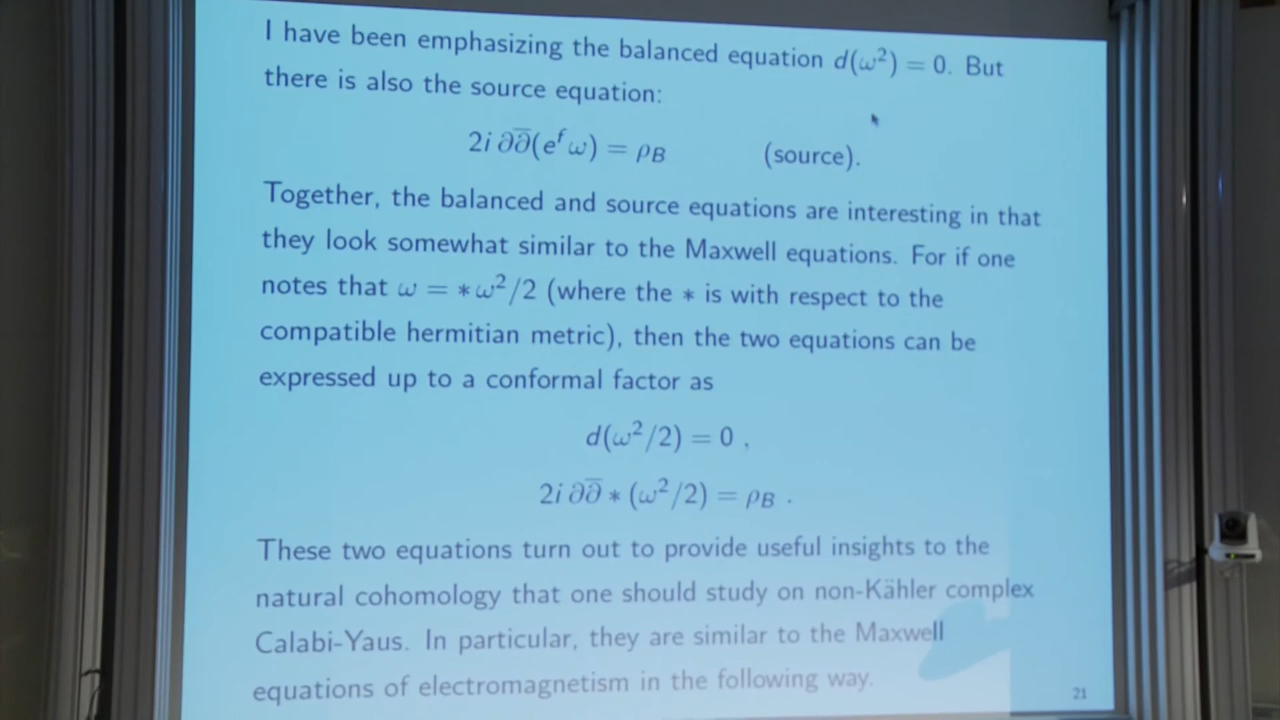 I have been emphasizing the balanced equation d(ω²) = 0. But
there is also the source equation:
2i ∂∂̄(eᶠ ω) = ρ_B (source).
Together, the balanced and source equations are interesting in that
they look somewhat similar to the Maxwell equations. For if one
notes that ω = ∗ω²/2 (where the ∗ is with respect to the
compatible hermitian metric), then the two equations can be
expressed up to a conformal factor as
d(ω²/2) = 0 ,
2i ∂∂̄ ∗ (ω²/2) = ρ_B .
These two equations turn out to provide useful insights to the
natural cohomology that one should study on non-Kähler complex
Calabi-Yaus. In particular, they are similar to the Maxwell
equations of electromagnetism in the following way.
21